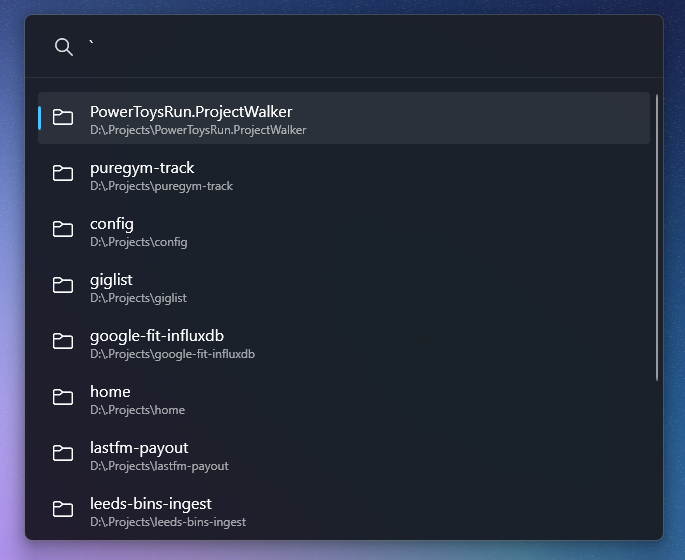 `
PowerToysRun.ProjectWalker
D:\.Projects\PowerToysRun.ProjectWalker
puregym-track
D:\.Projects\puregym-track
config
D:\.Projects\config
giglist
D:\.Projects\giglist
google-fit-influxdb
D:\.Projects\google-fit-influxdb
home
D:\.Projects\home
lastfm-payout
D:\.Projects\lastfm-payout
leeds-bins-ingest
D:\.Projects\leeds-bins-ingest